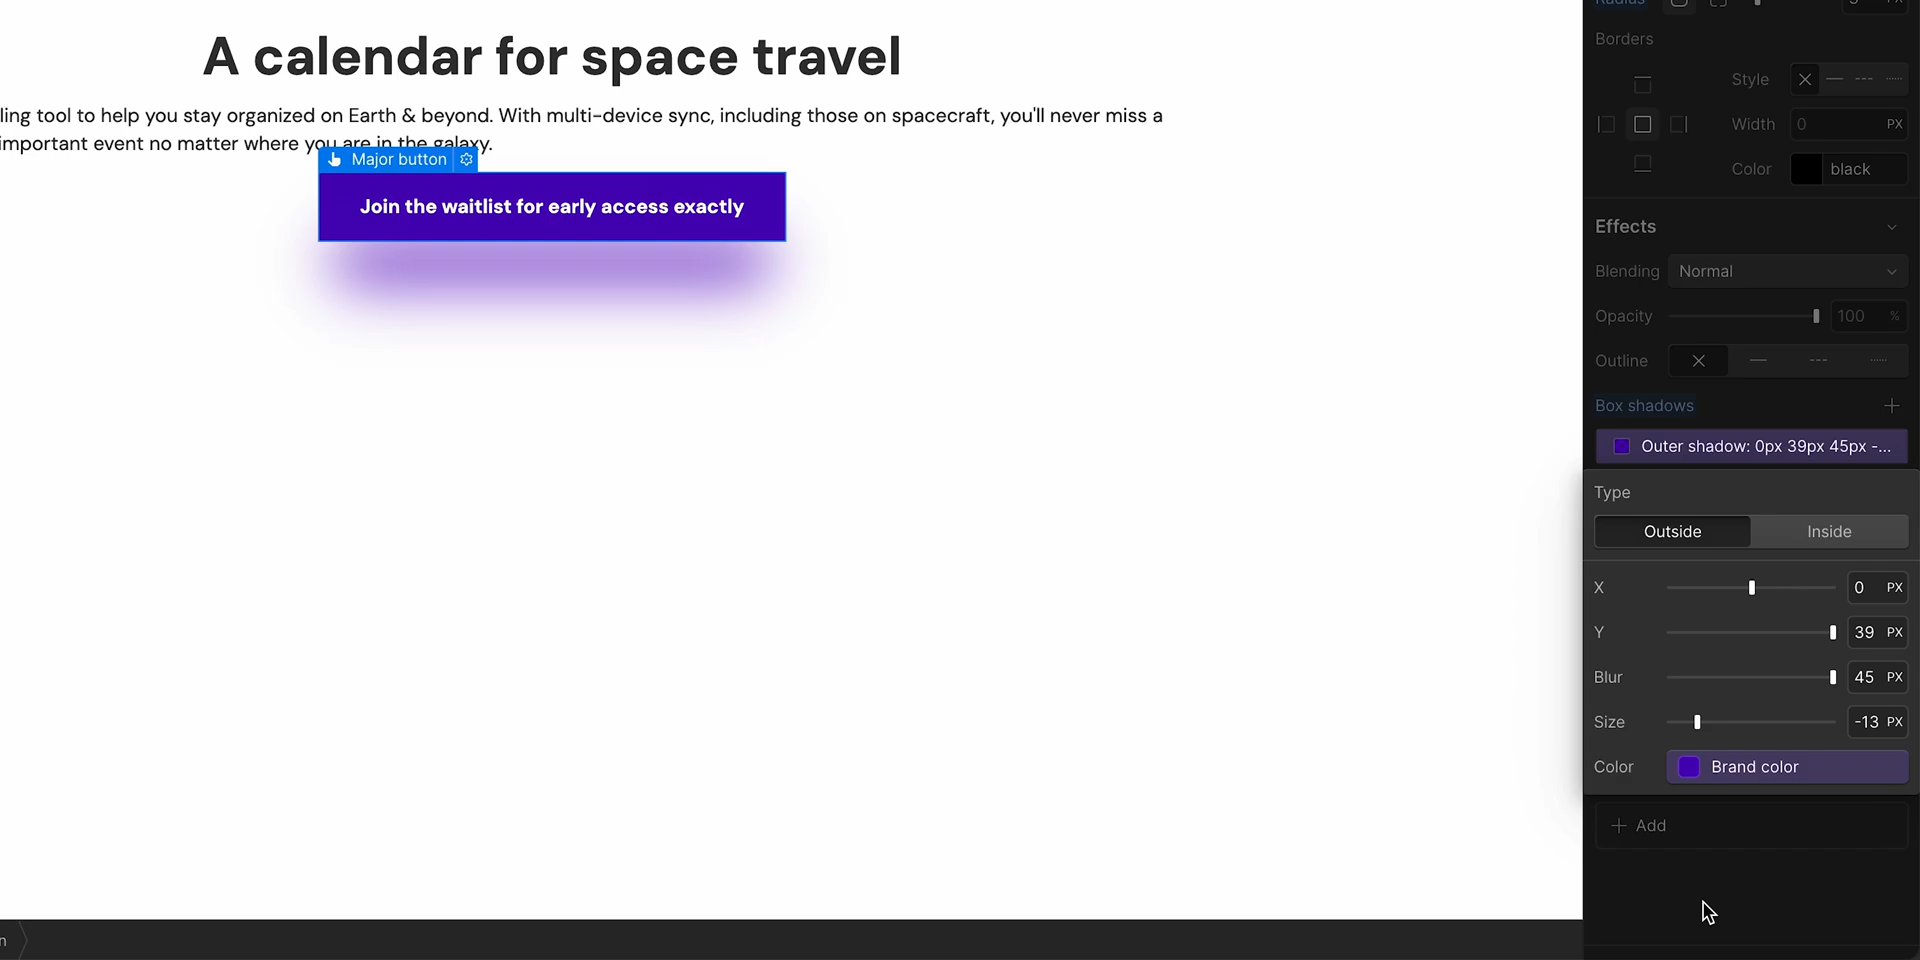 A calendar for space travel
ling tool to help you stay organized on Earth & beyond. With multi-device sync, including those on spacecraft, you'll never miss a
important event no matter where you are in the galaxy.
Major button
Join the waitlist for early access exactly
n
Radius
PX
Borders
Style
Width 0 PX
Color black
Effects
Blending Normal
Opacity 100 %
Outline
Box shadows
Outer shadow: 0px 39px 45px -...
Type
Outside Inside
X 0 PX
Y 39 PX
Blur 45 PX
Size -13 PX
Color Brand color
Add